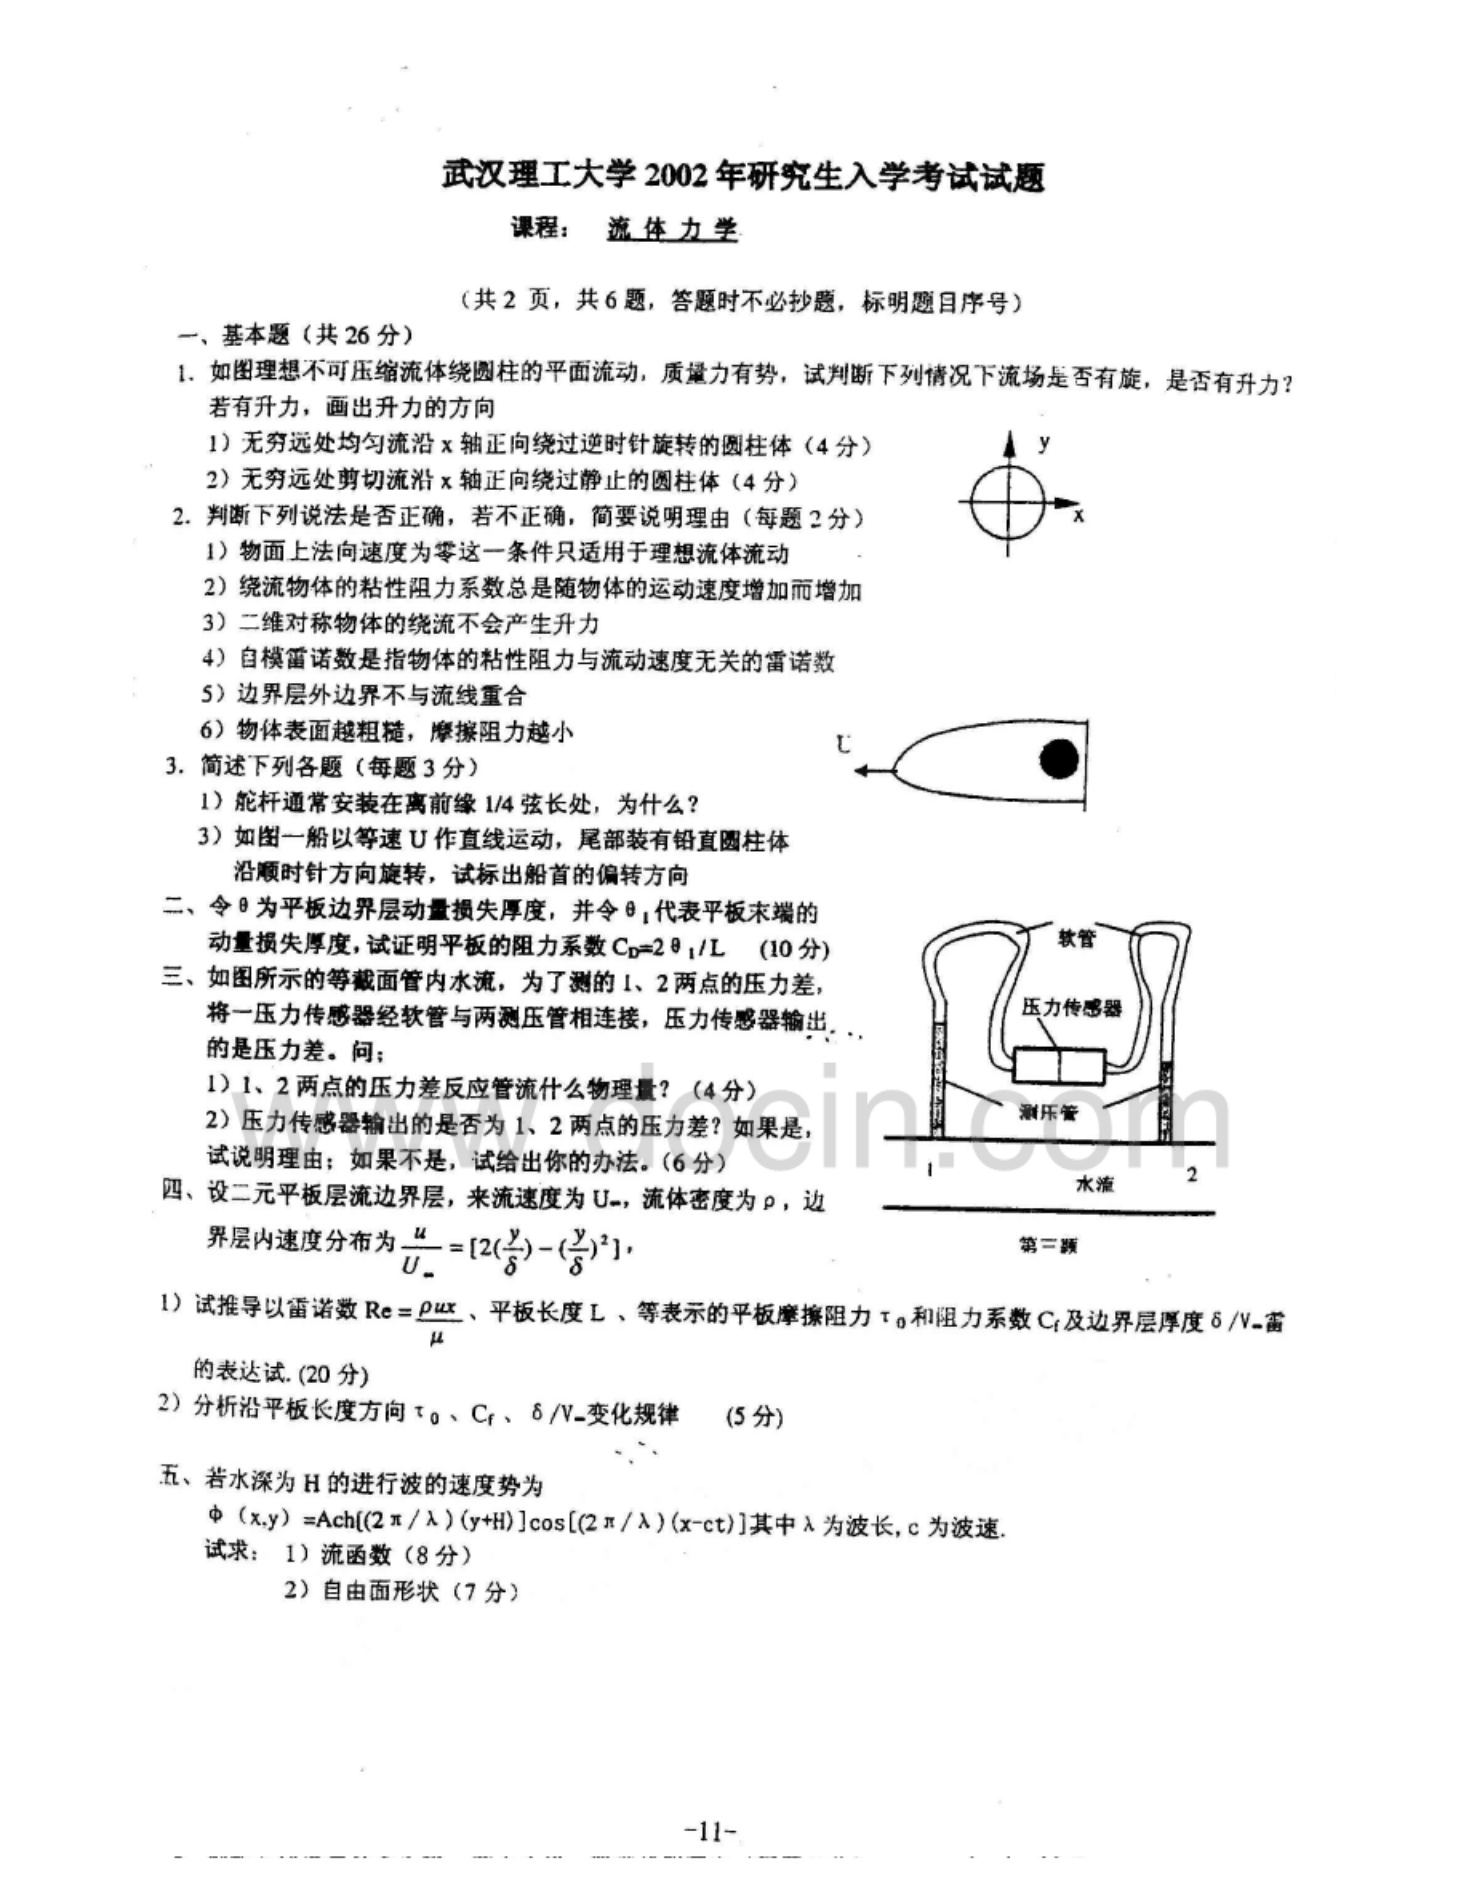 武汉理工大学2002年研究生入学考试试题
课程： 流 体 力 学
（共2 页，共6题，答题时不必抄题，标明题目序号）
一、基本题（共26分）
1. 如图理想不可压缩流体绕圆柱的平面流动，质量力有势，试判断下列情况下流场是否有旋，是否有升力？
若有升力，画出升力的方向
1）无穷远处均匀流沿x轴正向绕过逆时针旋转的圆柱体（4分）
2）无穷远处剪切流沿x轴正向绕过静止的圆柱体（4分）
y
x
2. 判断下列说法是否正确，若不正确，简要说明理由（每题2分）
1）物面上法向速度为零这一条件只适用于理想流体流动
2）绕流物体的粘性阻力系数总是随物体的运动速度增加而增加
3）二维对称物体的绕流不会产生升力
4）自模雷诺数是指物体的粘性阻力与流动速度无关的雷诺数
5）边界层外边界不与流线重合
6）物体表面越粗糙，摩擦阻力越小
U
3. 简述下列各题（每题3分）
1）舵杆通常安装在离前缘1/4弦长处，为什么？
3）如图一船以等速U作直线运动，尾部装有铅直圆柱体
沿顺时针方向旋转，试标出船首的偏转方向
二、令θ为平板边界层动量损失厚度，并令θ₁代表平板末端的
动量损失厚度，试证明平板的阻力系数C_D=2θ₁/L (10分)
三、如图所示的等截面管内水流，为了测的1、2两点的压力差，
将一压力传感器经软管与两测压管相连接，压力传感器输出
的是压力差。问；
1）1、2两点的压力差反应管流什么物理量？（4分）
2）压力传感器输出的是否为1、2两点的压力差？如果是，
试说明理由；如果不是，试给出你的办法。（6分）
软管
压力传感器
测压管
1
2
水流
第三题
四、设二元平板层流边界层，来流速度为U∞，流体密度为ρ，边
界层内速度分布为 u/U∞ = [2(y/δ)−(y/δ)²]，
1）试推导以雷诺数Re=ρux/μ、平板长度L、等表示的平板摩擦阻力τ₀和阻力系数C_f及边界层厚度δ/V∞雷
的表达试. (20分)
2）分析沿平板长度方向τ₀、C_f、δ/V∞变化规律 (5分)
五、若水深为H的进行波的速度势为
φ（x,y）=Ach[(2π/λ)(y+H)]cos[(2π/λ)(x-ct)]其中λ为波长, c为波速.
试求： 1）流函数（8分）
2）自由面形状（7分）
-11-
www.docin.com